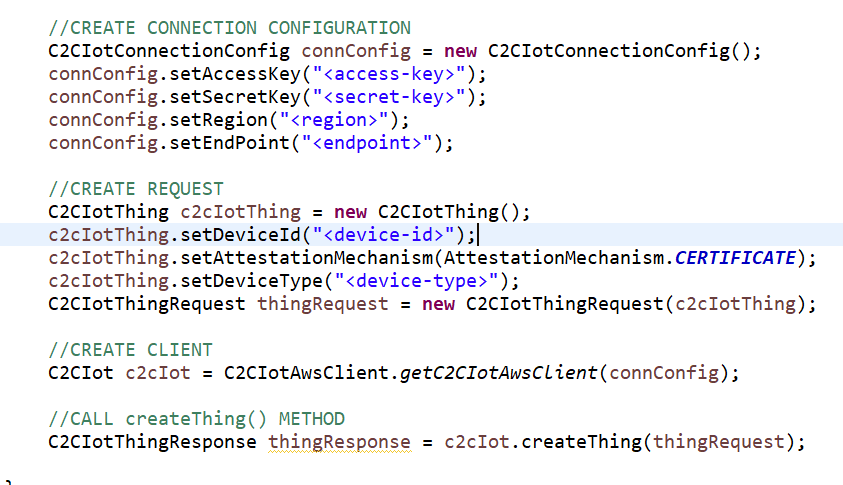 //CREATE CONNECTION CONFIGURATION
C2CIotConnectionConfig connConfig = new C2CIotConnectionConfig();
connConfig.setAccessKey("<access-key>");
connConfig.setSecretKey("<secret-key>");
connConfig.setRegion("<region>");
connConfig.setEndPoint("<endpoint>");
//CREATE REQUEST
C2CIotThing c2cIotThing = new C2CIotThing();
c2cIotThing.setDeviceId("<device-id>");
c2cIotThing.setAttestationMechanism(AttestationMechanism.CERTIFICATE);
c2cIotThing.setDeviceType("<device-type>");
C2CIotThingRequest thingRequest = new C2CIotThingRequest(c2cIotThing);
//CREATE CLIENT
C2CIot c2cIot = C2CIotAwsClient.getC2CIotAwsClient(connConfig);
//CALL createThing() METHOD
C2CIotThingResponse thingResponse = c2cIot.createThing(thingRequest);
}